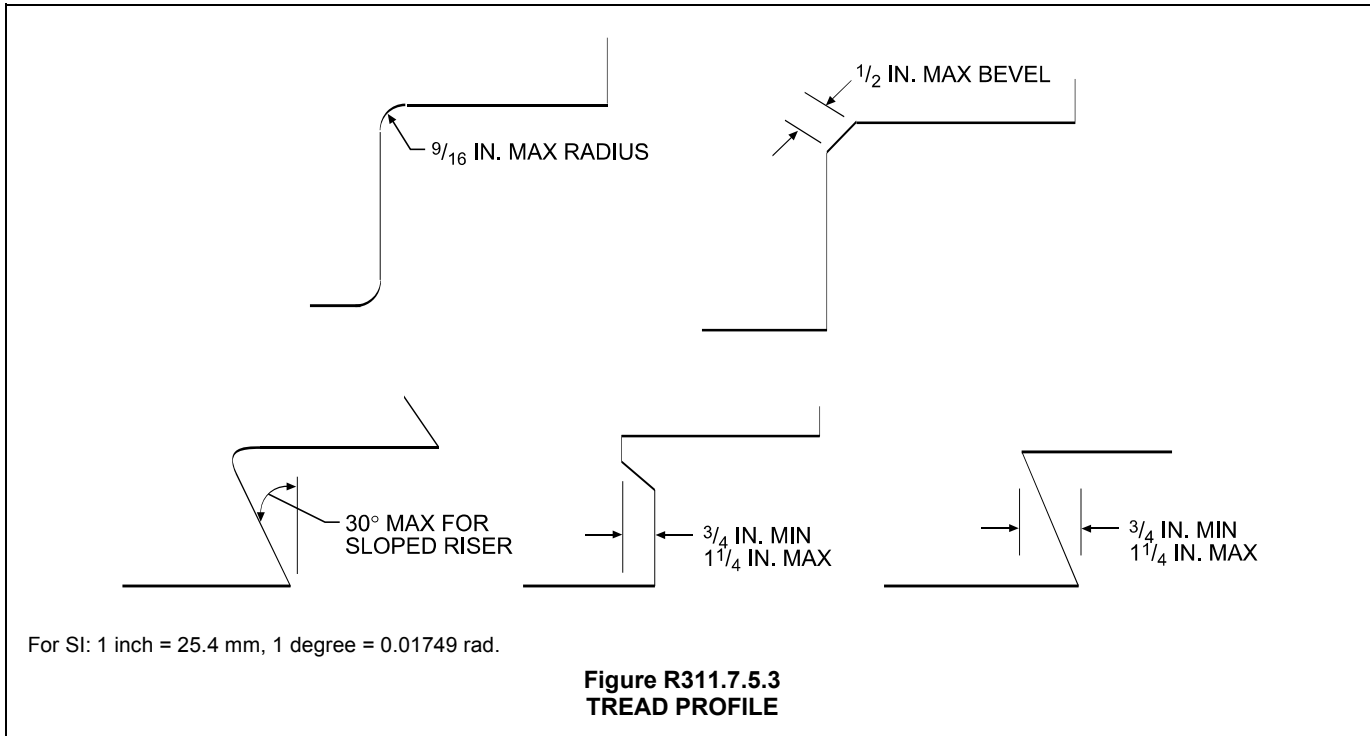 9/16 IN. MAX RADIUS
1/2 IN. MAX BEVEL
30° MAX FOR
SLOPED RISER
3/4 IN. MIN
1 1/4 IN. MAX
3/4 IN. MIN
1 1/4 IN. MAX
For SI: 1 inch = 25.4 mm, 1 degree = 0.01749 rad.
Figure R311.7.5.3
TREAD PROFILE